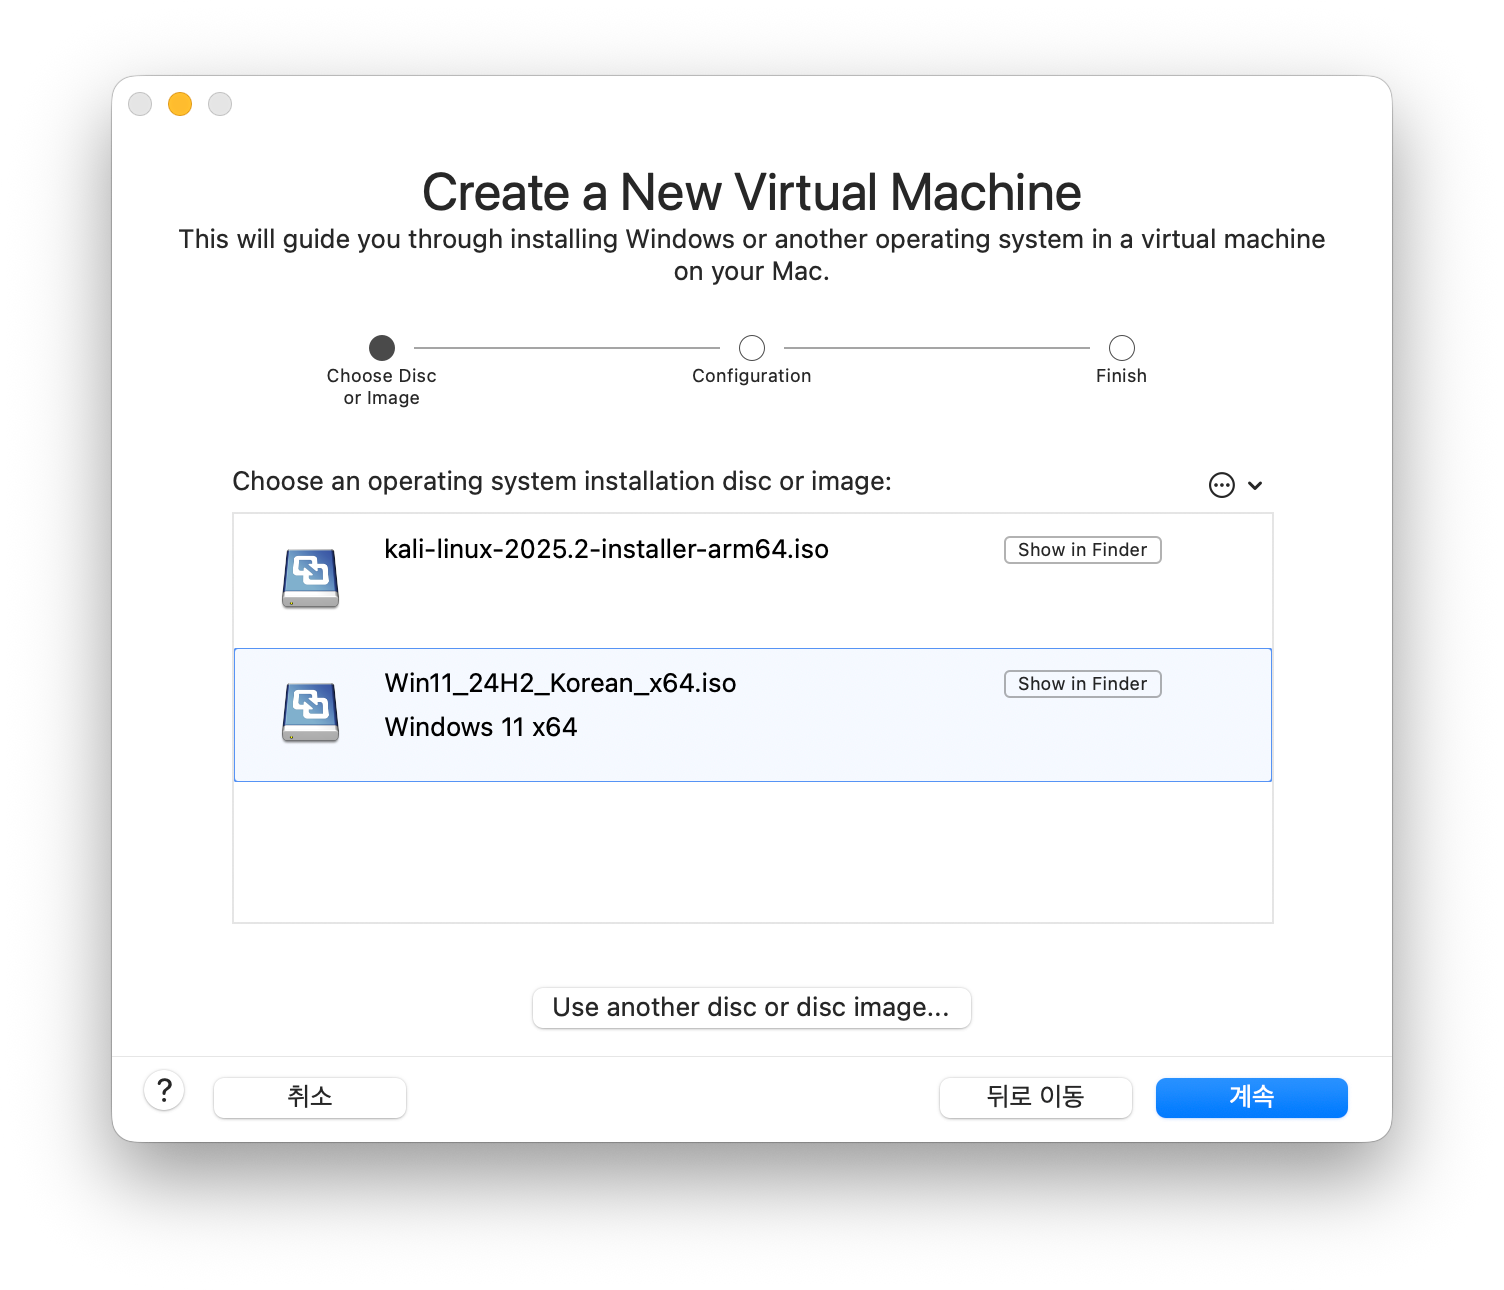 Create a New Virtual Machine
This will guide you through installing Windows or another operating system in a virtual machine
on your Mac.
Choose Disc
or Image
Configuration
Finish
Choose an operating system installation disc or image:
kali-linux-2025.2-installer-arm64.iso
Show in Finder
Win11_24H2_Korean_x64.iso
Show in Finder
Windows 11 x64
Use another disc or disc image...
?
취소
뒤로 이동
계속